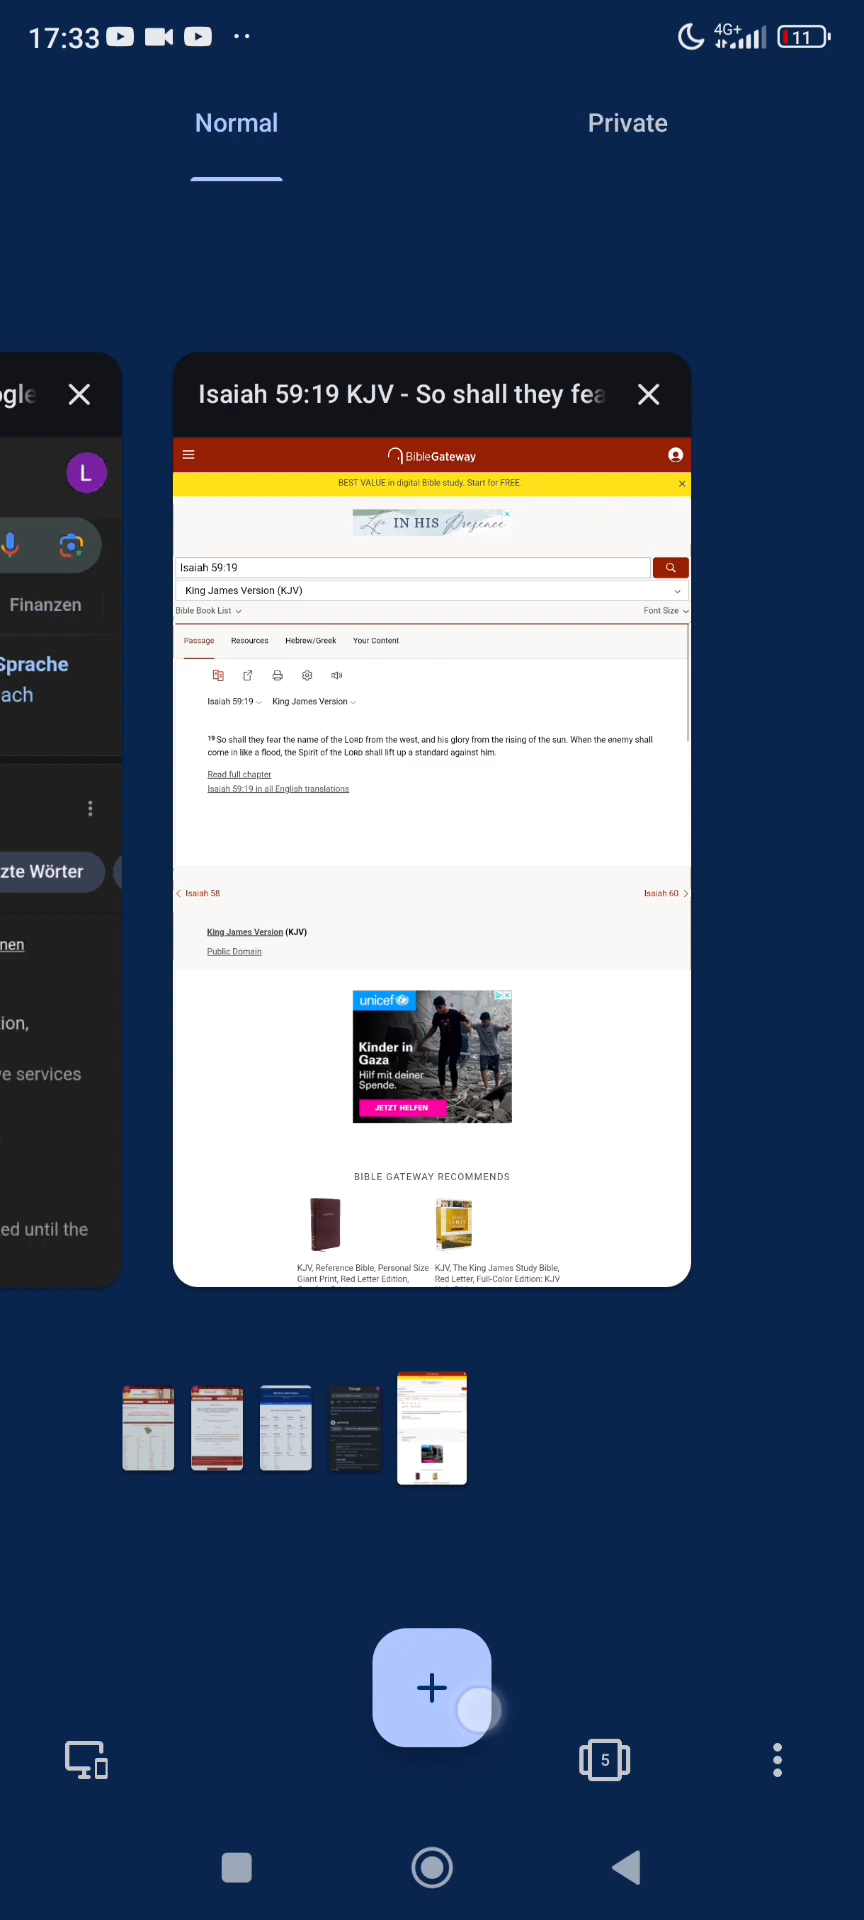 17:33
4G+
11
Normal
Private
Isaiah 59:19 KJV - So shall they fea
L
BibleGateway
BEST VALUE in digital Bible study. Start for FREE.
Life IN HIS Presence
Isaiah 59:19
King James Version (KJV)
Finanzen
Bible Book List
Font Size
Passage
Resources
Hebrew/Greek
Your Content
Sprache
ach
Isaiah 59:19
King James Version
19 So shall they fear the name of the LORD from the west, and his glory from the rising of the sun. When the enemy shall
come in like a flood, the Spirit of the LORD shall lift up a standard against him.
Read full chapter
Isaiah 59:19 in all English translations
zte Wörter
Isaiah 58
Isaiah 60
King James Version (KJV)
Public Domain
nen
ion,
e services
ed until the
unicef
Kinder in
Gaza
Hilf mit deiner
Spende.
JETZT HELFEN
BIBLE GATEWAY RECOMMENDS
KJV, Reference Bible, Personal Size
Giant Print, Red Letter Edition,
KJV, The King James Study Bible,
Red Letter, Full-Color Edition: KJV
5